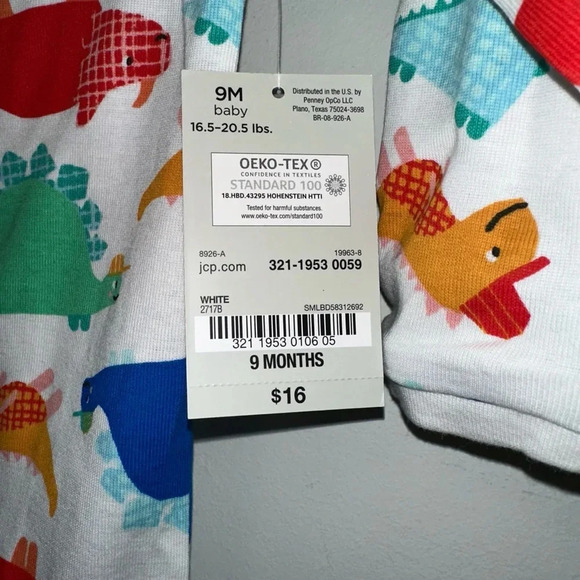 9M
baby
16.5–20.5 lbs.
Distributed in the U.S. by
Penney OpCo LLC
Plano, Texas 75024-3698
BR-08-926-A
OEKO-TEX®
CONFIDENCE IN TEXTILES
STANDARD 100
18.HBD.43295 HOHENSTEIN HTTI
Tested for harmful substances.
www.oeko-tex.com/standard100
8926-A 19963-8
jcp.com 321-1953 0059
WHITE
2717B SMLBD58312692
321 1953 0106 05
9 MONTHS
$16